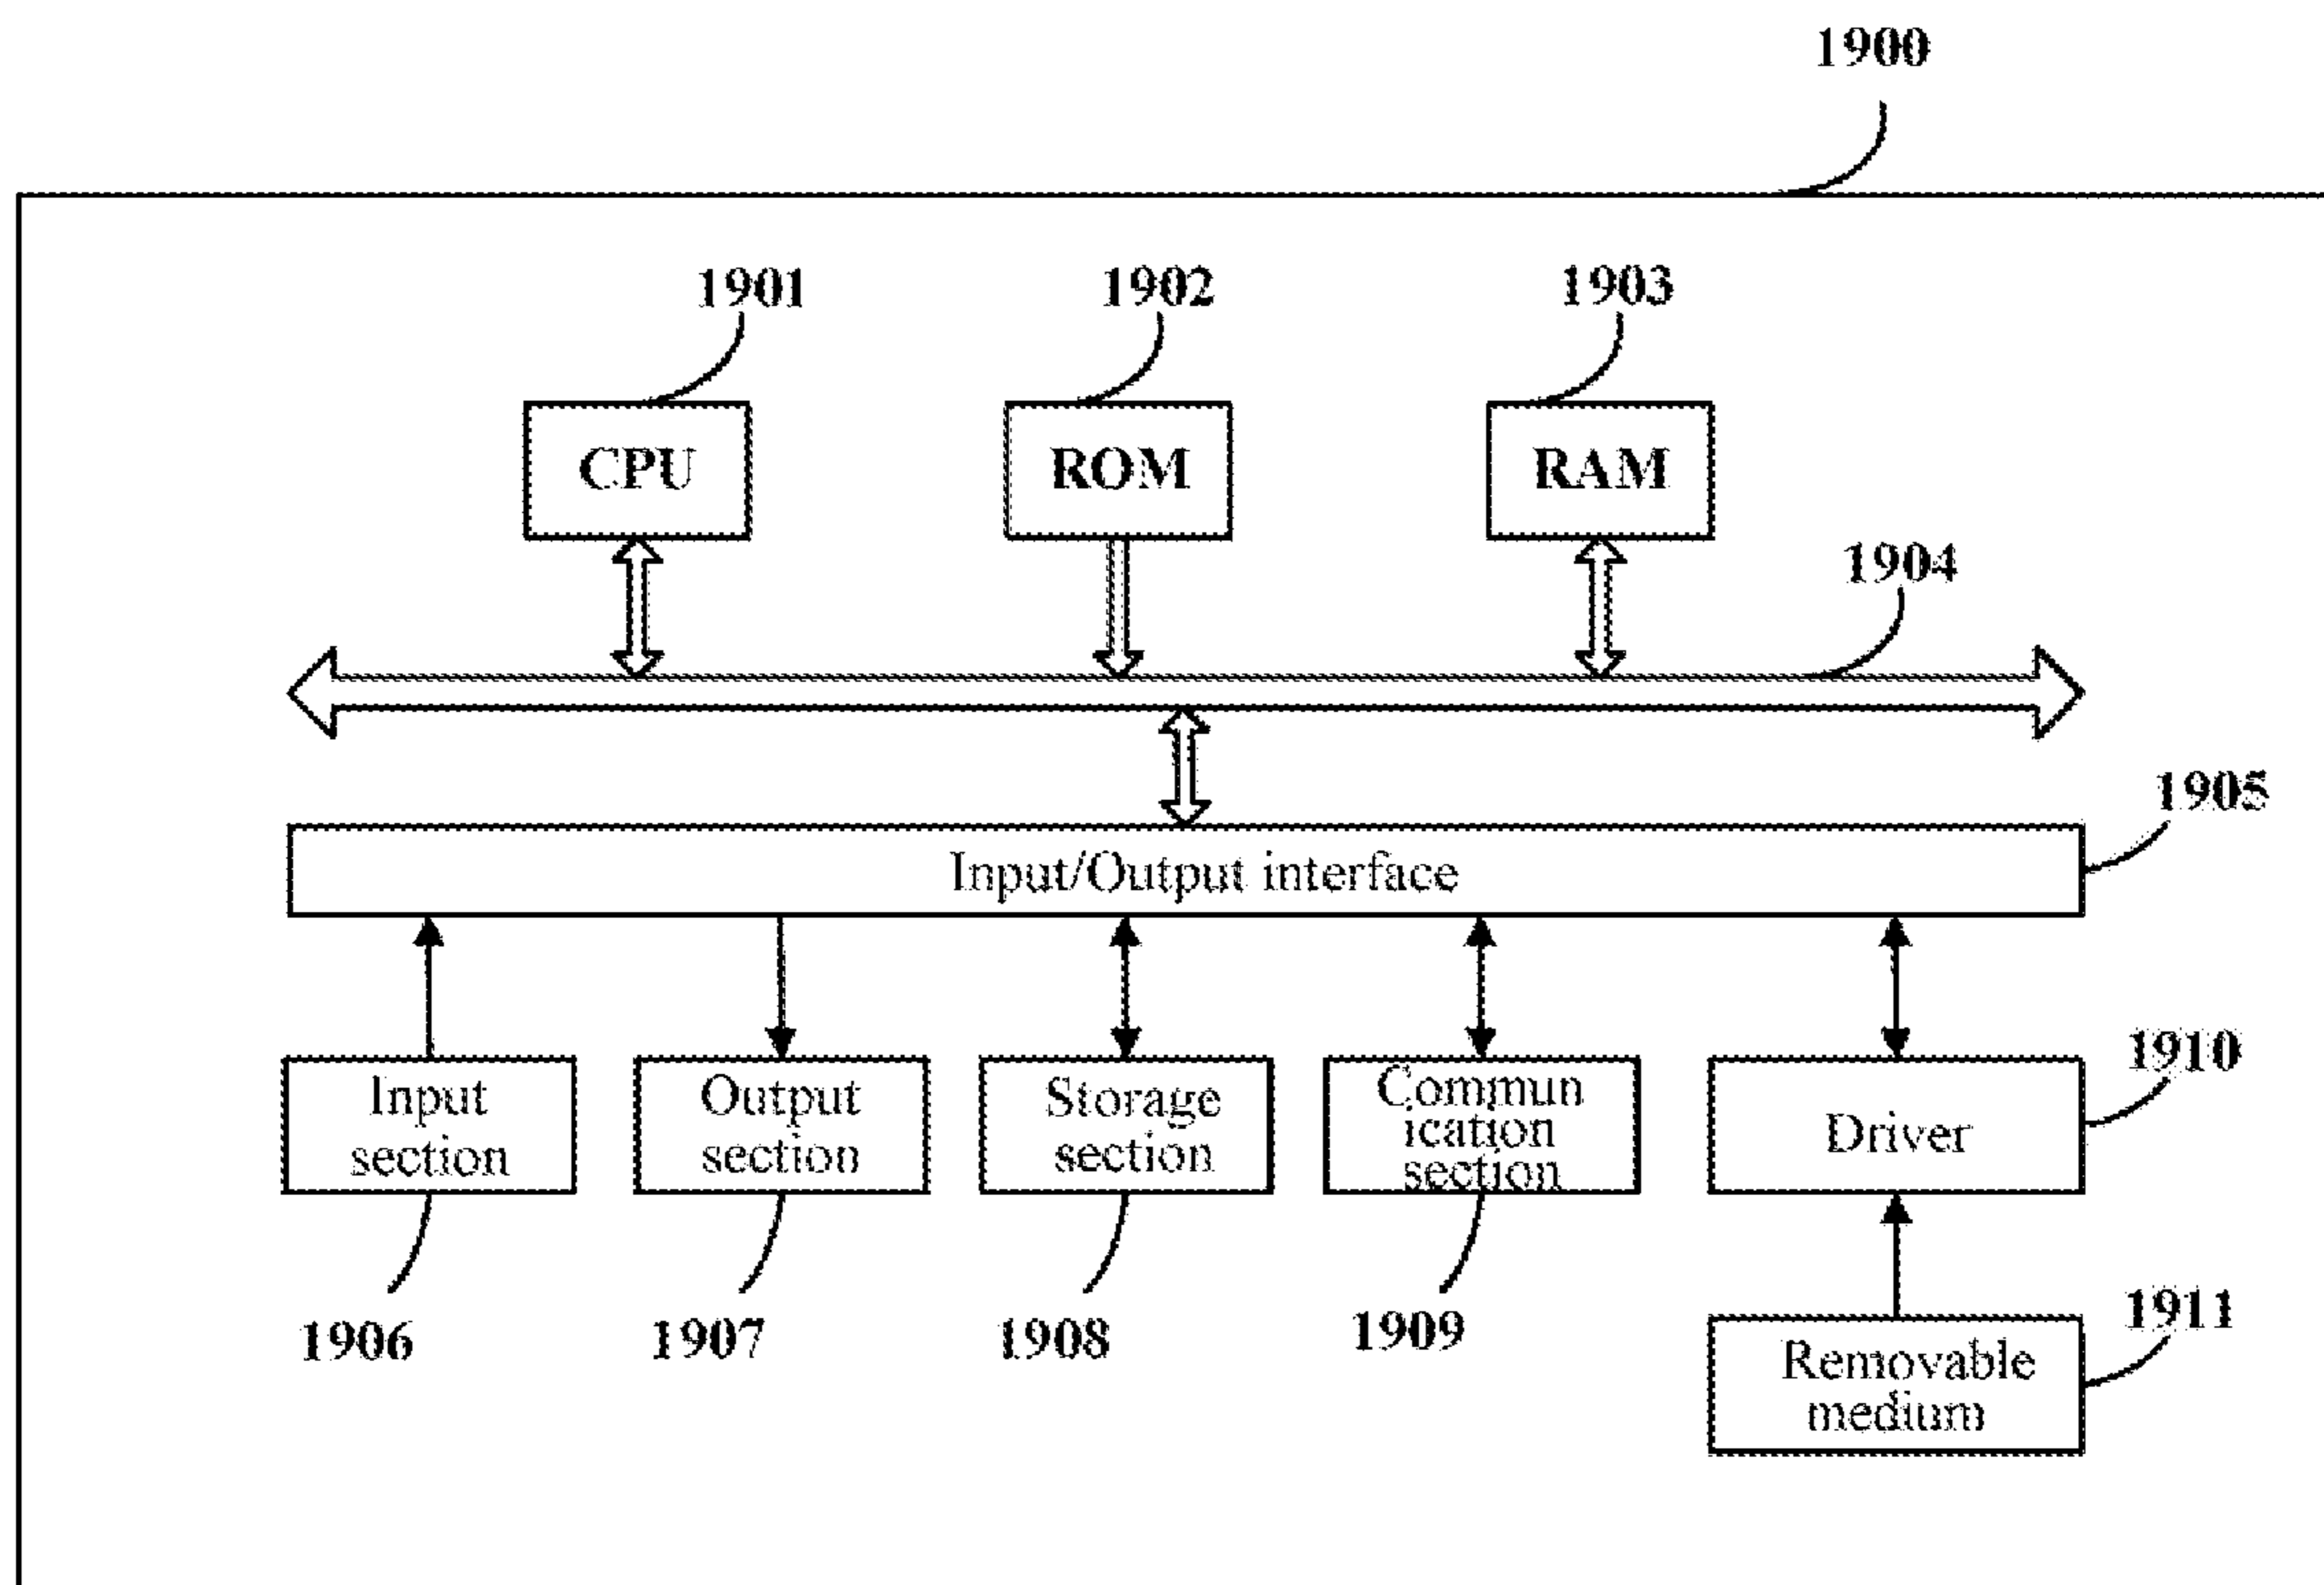 1900
1901
1902
1903
CPU
ROM
RAM
1904
1905
Input/Output interface
1910
Input
section
Output
section
Storage
section
Commun
ication
section
Driver
1906
1907
1908
1909
1911
Removable
medium